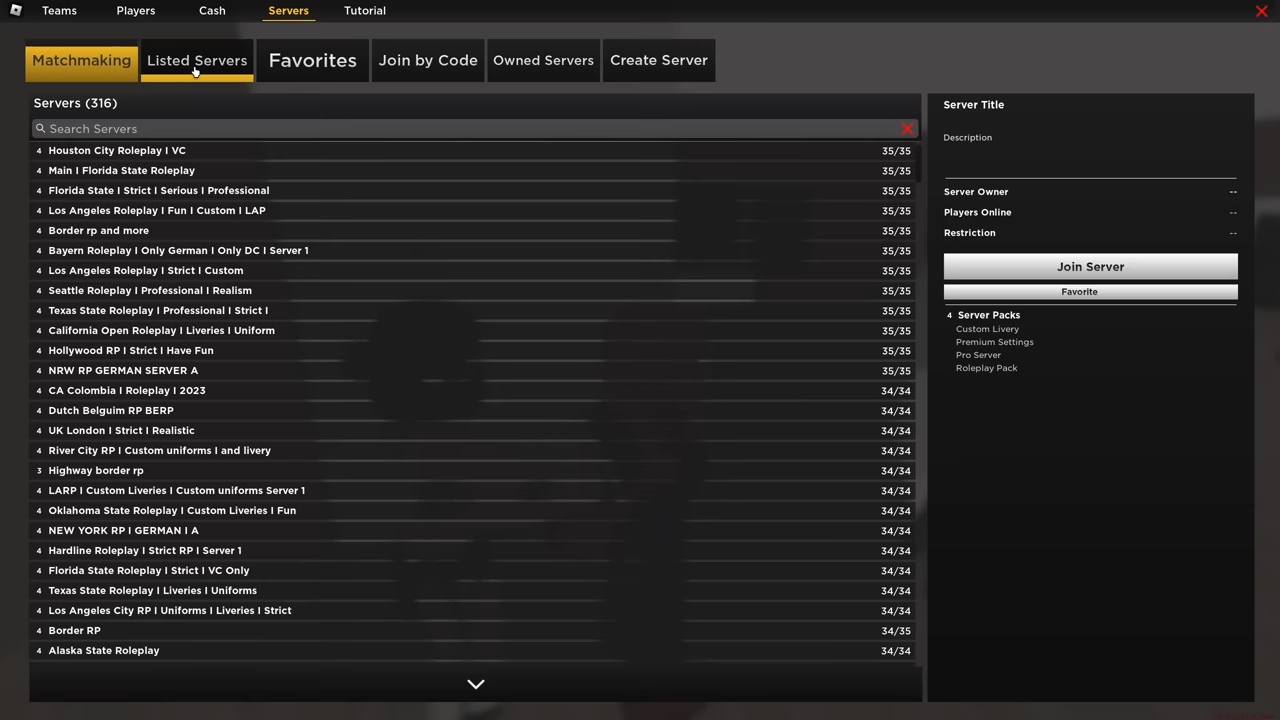 Teams Players Cash Servers Tutorial
Matchmaking Listed Servers Favorites Join by Code Owned Servers Create Server
Servers (316)
Search Servers
4 Houston City Roleplay I VC 35/35
4 Main I Florida State Roleplay 35/35
4 Florida State I Strict I Serious I Professional 35/35
4 Los Angeles Roleplay I Fun I Custom I LAP 35/35
4 Border rp and more 35/35
4 Bayern Roleplay I Only German I Only DC I Server 1 35/35
4 Los Angeles Roleplay I Strict I Custom 35/35
4 Seattle Roleplay I Professional I Realism 35/35
4 Texas State Roleplay I Professional I Strict I 35/35
4 California Open Roleplay I Liveries I Uniform 35/35
4 Hollywood RP I Strict I Have Fun 35/35
4 NRW RP GERMAN SERVER A 35/35
4 CA Colombia I Roleplay I 2023 34/34
4 Dutch Belguim RP BERP 34/34
4 UK London I Strict I Realistic 34/34
4 River City RP I Custom uniforms I and livery 34/34
3 Highway border rp 34/34
4 LARP I Custom Liveries I Custom uniforms Server 1 34/34
4 Oklahoma State Roleplay I Custom Liveries I Fun 34/34
4 NEW YORK RP I GERMAN I A 34/34
4 Hardline Roleplay I Strict RP I Server 1 34/34
4 Florida State Roleplay I Strict I VC Only 34/34
4 Texas State Roleplay I Liveries I Uniforms 34/34
4 Los Angeles City RP I Uniforms I Liveries I Strict 34/34
4 Border RP 34/35
4 Alaska State Roleplay 34/34
Server Title
Description
Server Owner --
Players Online --
Restriction --
Join Server
Favorite
4 Server Packs
Custom Livery
Premium Settings
Pro Server
Roleplay Pack